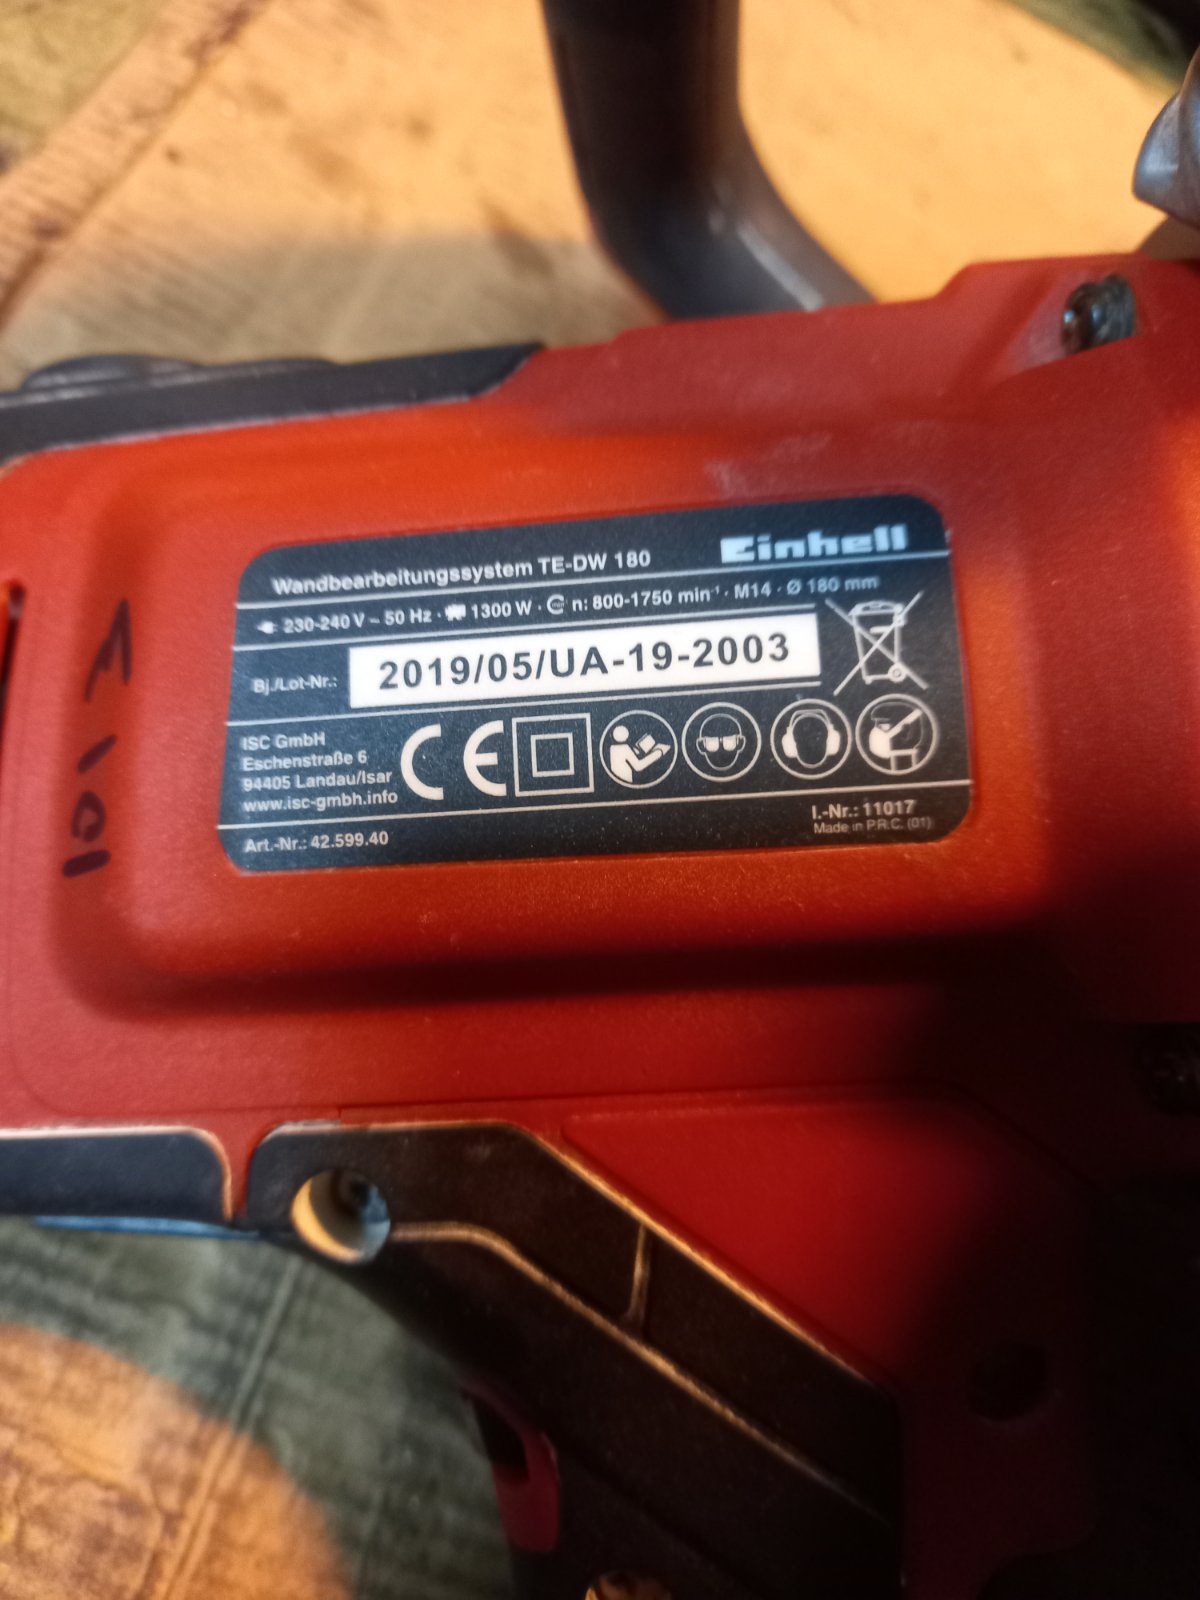 Einhell
Wandbearbeitungssystem TE-DW 180
230-240 V ~ 50 Hz · 1300 W · n: 800-1750 min⁻¹ · M14 · Ø 180 mm
Bj./Lot-Nr.: 2019/05/UA-19-2003
ISC GmbH
Eschenstraße 6
94405 Landau/Isar
www.isc-gmbh.info
CE
Art.-Nr.: 42.599.40
I.-Nr.: 11017
Made in P.R.C. (01)